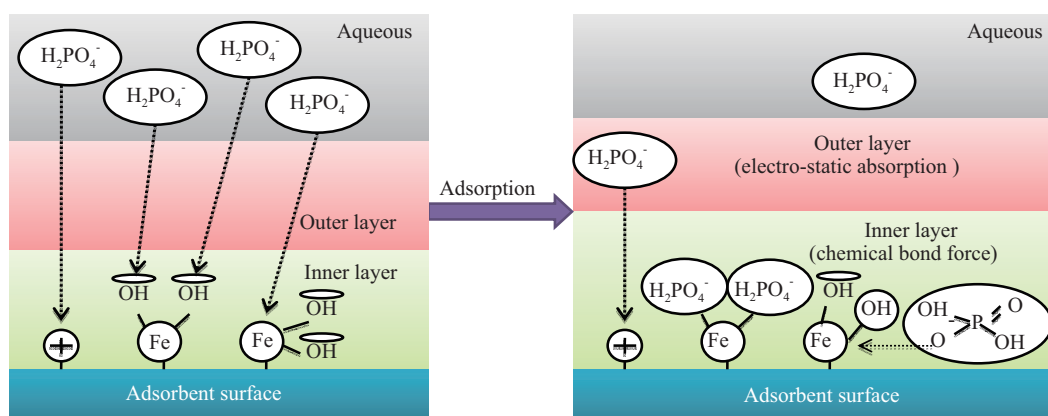 Aqueous
H₂PO₄⁻
H₂PO₄⁻
H₂PO₄⁻
H₂PO₄⁻
Outer layer
Inner layer
OH
OH
OH
OH
+
Fe
Fe
Adsorbent surface
Adsorption
Aqueous
H₂PO₄⁻
Outer layer
(electro-static absorption )
H₂PO₄⁻
Inner layer
(chemical bond force)
H₂PO₄⁻
H₂PO₄⁻
OH
OH
OH
O
P
O⁻
OH
+
Fe
Fe
Adsorbent surface